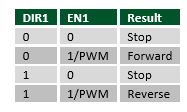 DIR1 EN1 Result
0 0 Stop
0 1/PWM Forward
1 0 Stop
1 1/PWM Reverse